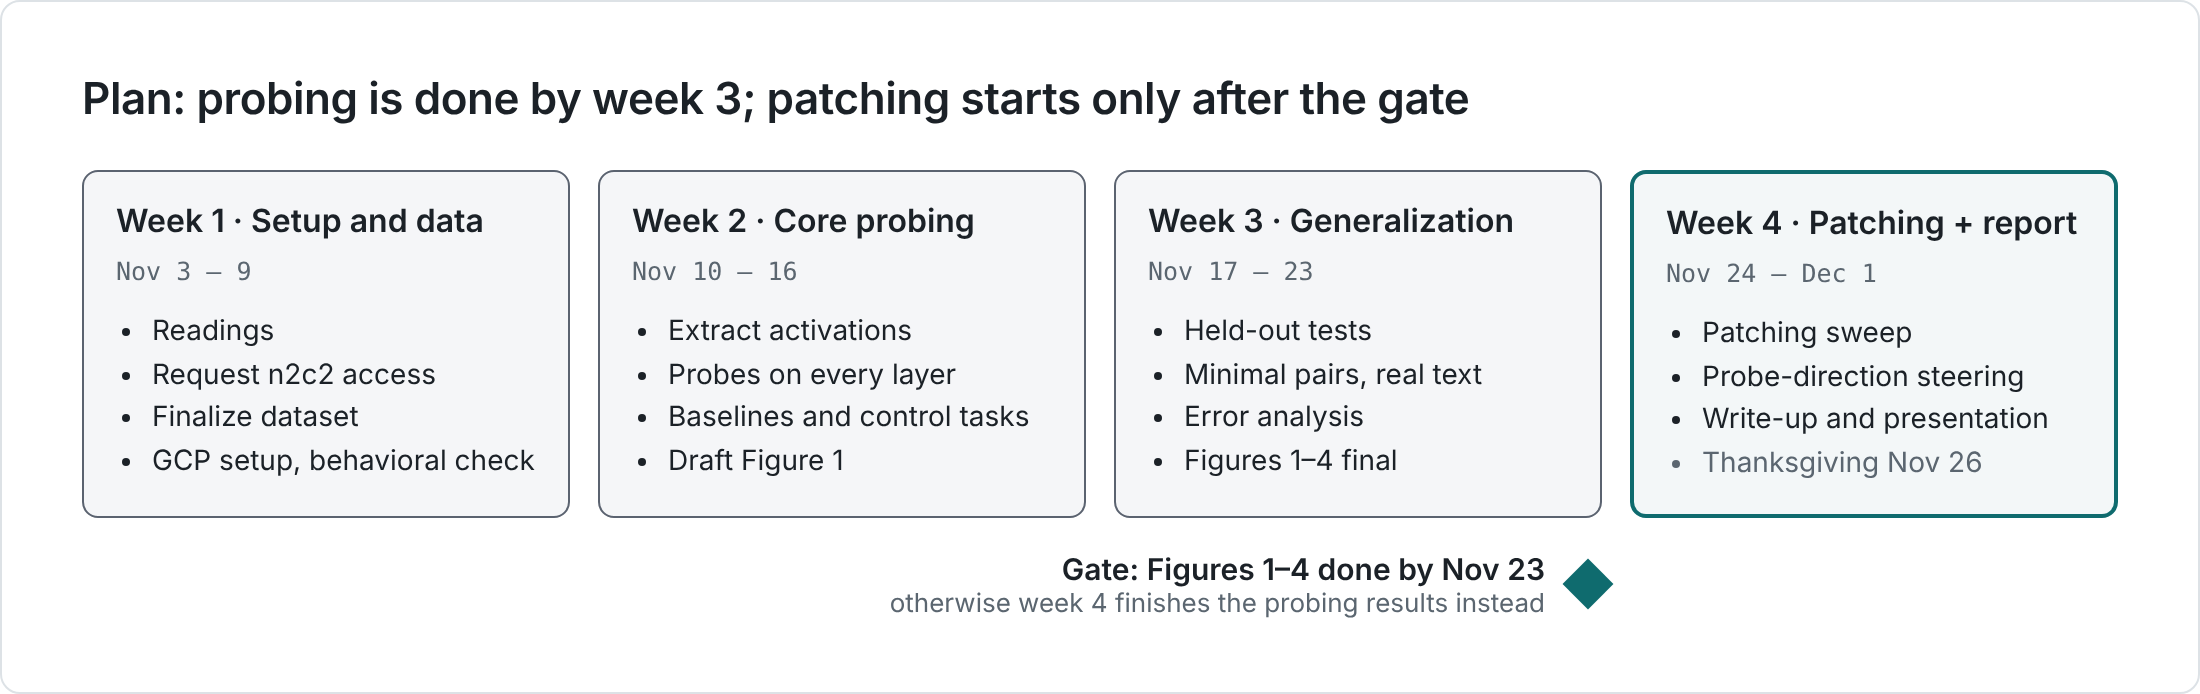 Plan: probing is done by week 3; patching starts only after the gate
Week 1 · Setup and data
Nov 3 – 9
• Readings
• Request n2c2 access
• Finalize dataset
• GCP setup, behavioral check
Week 2 · Core probing
Nov 10 – 16
• Extract activations
• Probes on every layer
• Baselines and control tasks
• Draft Figure 1
Week 3 · Generalization
Nov 17 – 23
• Held-out tests
• Minimal pairs, real text
• Error analysis
• Figures 1–4 final
Week 4 · Patching + report
Nov 24 – Dec 1
• Patching sweep
• Probe-direction steering
• Write-up and presentation
• Thanksgiving Nov 26
Gate: Figures 1–4 done by Nov 23
otherwise week 4 finishes the probing results instead